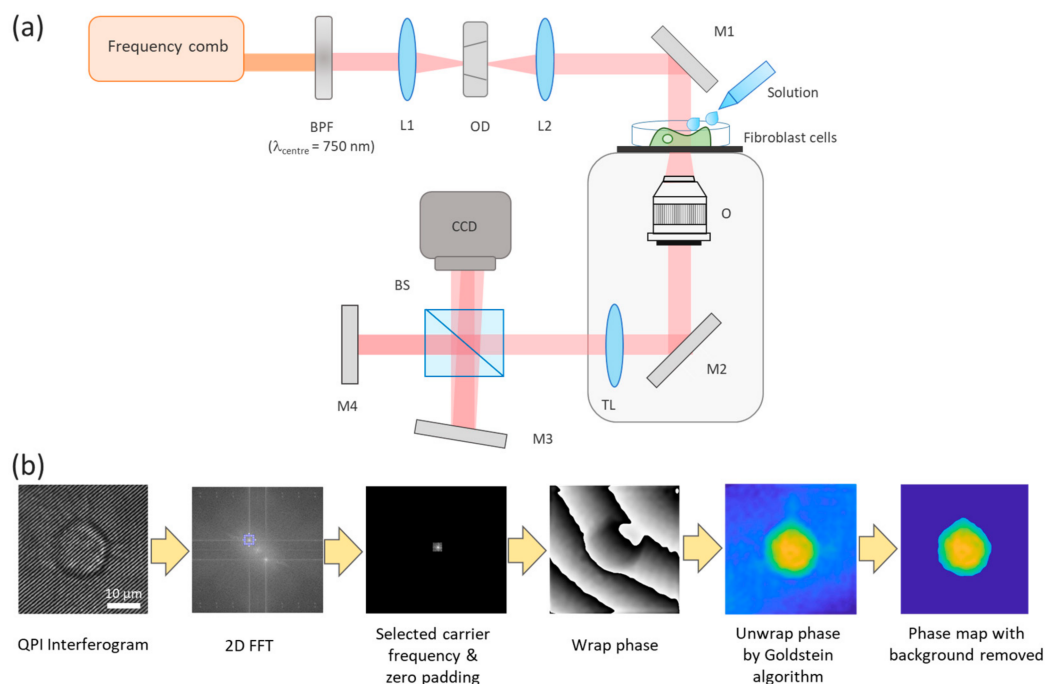 (a)
Frequency comb
M1
Solution
BPF
(λcentre = 750 nm)
L1
OD
L2
Fibroblast cells
O
CCD
BS
M4
M3
TL
M2
(b)
10 µm
QPI Interferogram
2D FFT
Selected carrier
frequency &
zero padding
Wrap phase
Unwrap phase
by Goldstein
algorithm
Phase map with
background removed